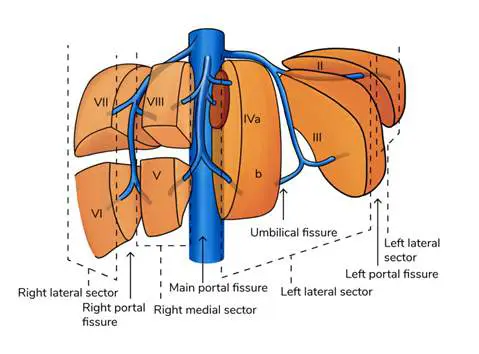 II
VII
VIII
IVa
III
V
b
VI
Umbilical fissure
Left lateral
sector
Left portal fissure
Main portal fissure
Left lateral sector
Right lateral sector
Right portal
fissure
Right medial sector